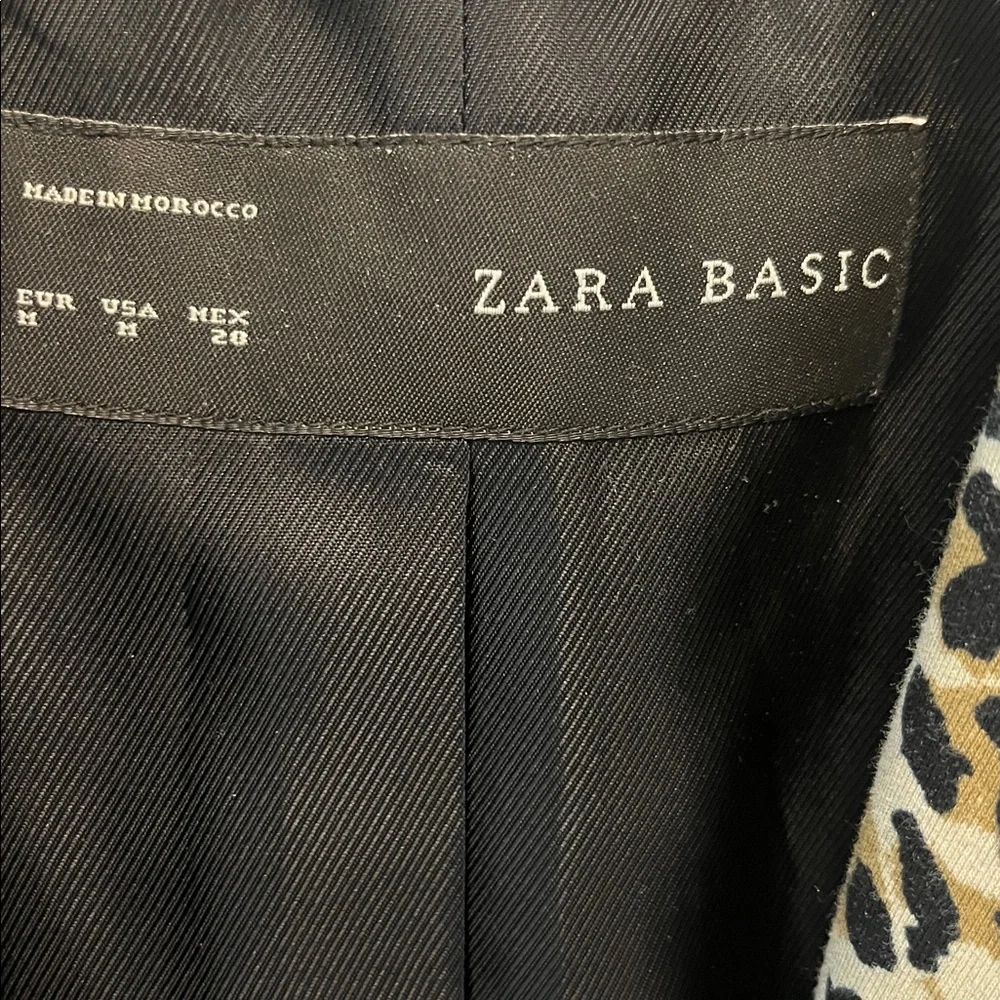 MADE IN MOROCCO
ZARA BASIC
EUR USA MEX
M M 28